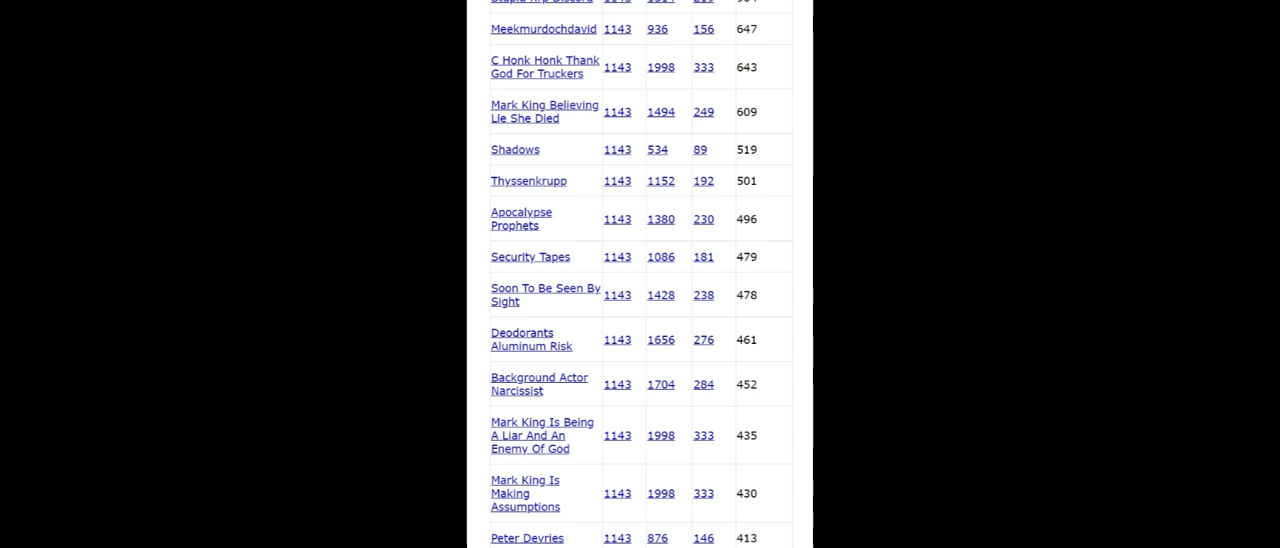 Meekmurdochdavid 1143 936 156 647
C Honk Honk Thank
God For Truckers 1143 1998 333 643
Mark King Believing
Lie She Died 1143 1494 249 609
Shadows 1143 534 89 519
Thyssenkrupp 1143 1152 192 501
Apocalypse
Prophets 1143 1380 230 496
Security Tapes 1143 1086 181 479
Soon To Be Seen By
Sight 1143 1428 238 478
Deodorants
Aluminum Risk 1143 1656 276 461
Background Actor
Narcissist 1143 1704 284 452
Mark King Is Being
A Liar And An 1143 1998 333 435
Enemy Of God
Mark King Is
Making 1143 1998 333 430
Assumptions
Peter Devries 1143 876 146 413